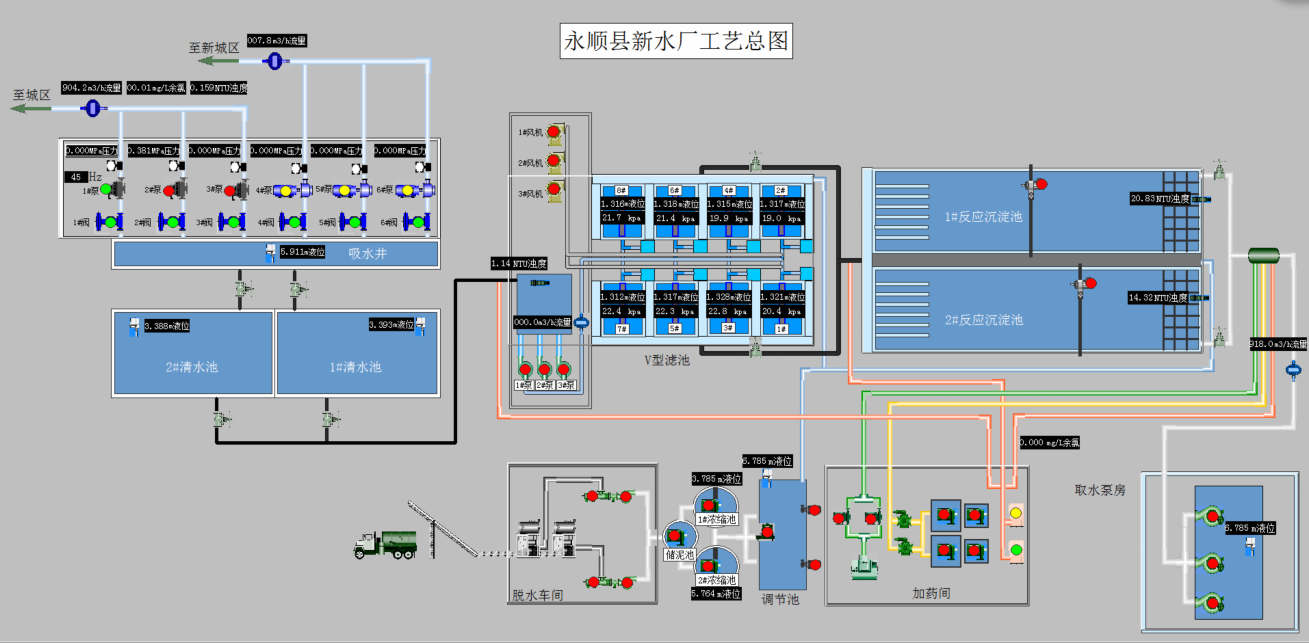 永顺县新水厂工艺总图
至新城区
007.8m3/h流量
至城区
904.2m3/h流量
00.01mg/L余氯
0.159NTU浊度
0.000MPa压力
0.381MPa压力
0.000MPa压力
0.000MPa压力
0.000MPa压力
0.000MPa压力
45 Hz
1#泵
2#泵
3#泵
4#泵
5#泵
6#泵
1#阀
2#阀
3#阀
4#阀
5#阀
6#阀
5.911m液位
吸水井
3.388m液位
3.393m液位
2#清水池
1#清水池
1#风机
2#风机
3#风机
1.14 NTU浊度
000.0m3/h流量
1#泵
2#泵
3#泵
8#
6#
4#
2#
1.316m液位
1.318m液位
1.315m液位
1.317m液位
21.7 kpa
21.4 kpa
19.9 kpa
19.0 kpa
1.312m液位
1.317m液位
1.328m液位
1.321m液位
22.4 kpa
22.3 kpa
22.8 kpa
20.4 kpa
7#
5#
3#
1#
V型滤池
1#反应沉淀池
20.83NTU浊度
2#反应沉淀池
14.32NTU浊度
918.0m3/h流量
0.000 mg/L余氯
取水泵房
6.785m液位
6.785m液位
3.785m液位
1#浓缩池
储泥池
2#浓缩池
5.764m液位
调节池
脱水车间
加药间